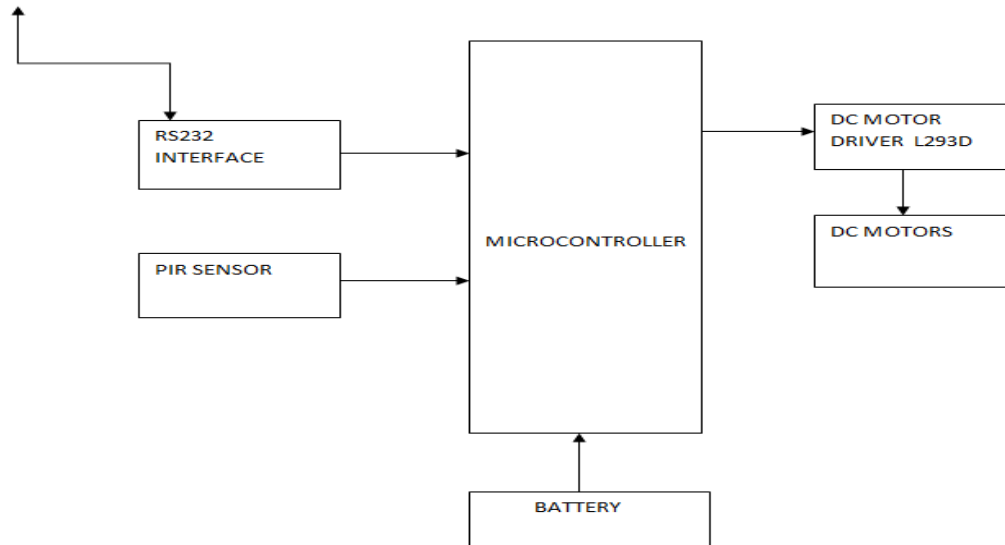 RS232
INTERFACE
PIR SENSOR
MICROCONTROLLER
DC MOTOR
DRIVER L293D
DC MOTORS
BATTERY